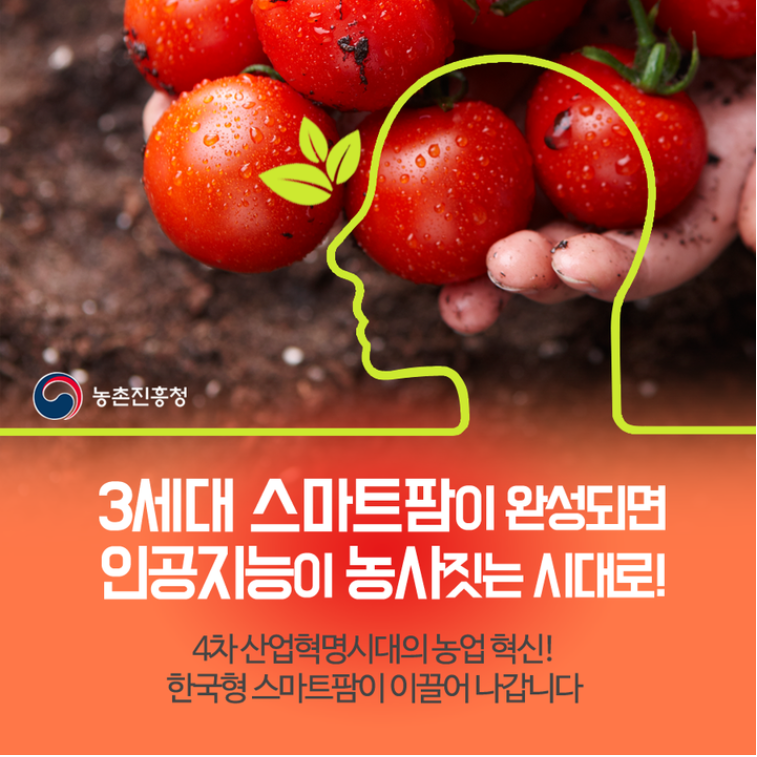 농촌진흥청
3세대 스마트팜이 완성되면
인공지능이 농사짓는 시대로!
4차 산업혁명시대의 농업 혁신!
한국형 스마트팜이 이끌어 나갑니다